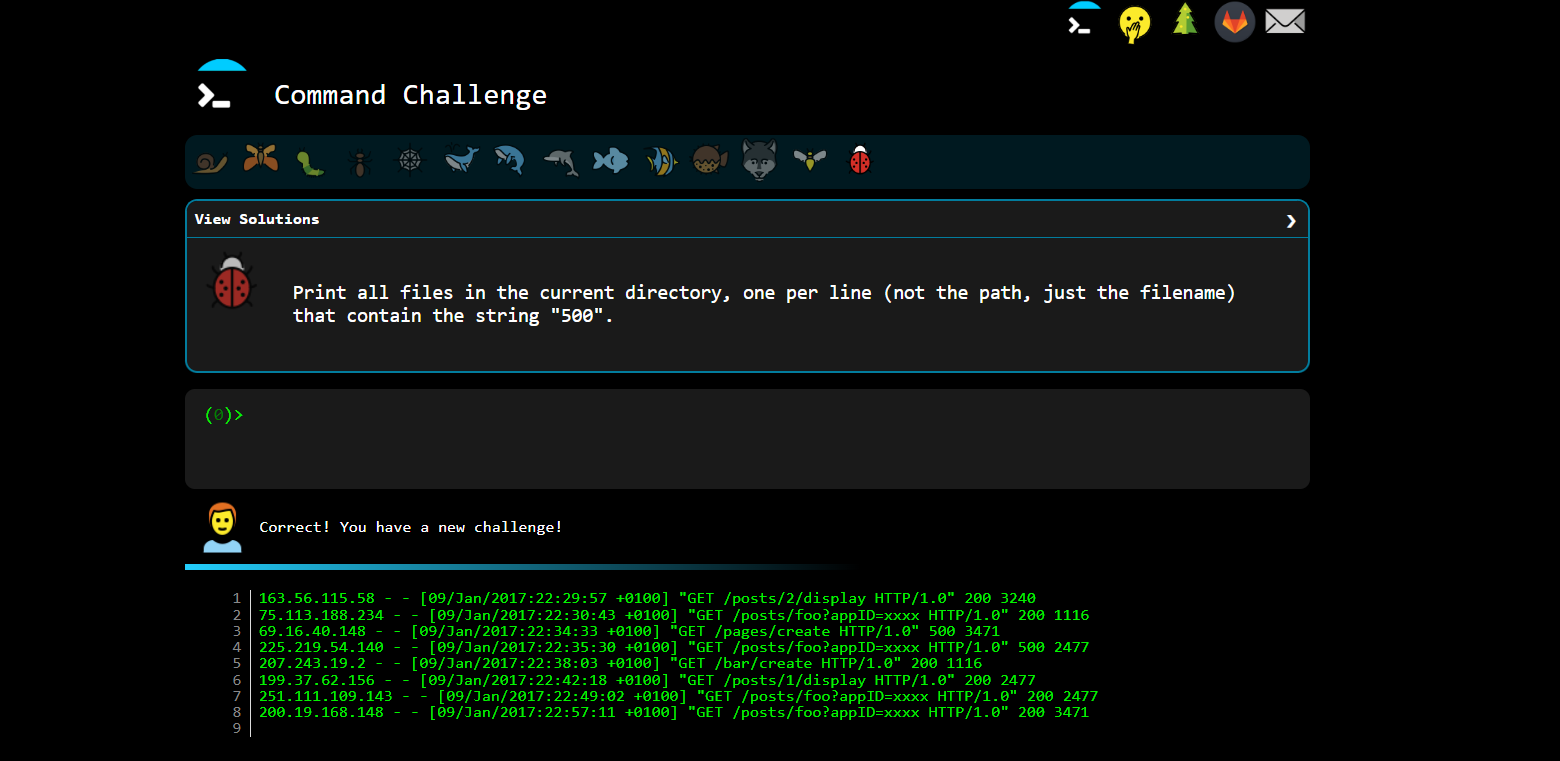 Command Challenge
View Solutions
Print all files in the current directory, one per line (not the path, just the filename)
that contain the string "500".
(0)>
Correct! You have a new challenge!
1 163.56.115.58 - - [09/Jan/2017:22:29:57 +0100] "GET /posts/2/display HTTP/1.0" 200 3240
2 75.113.188.234 - - [09/Jan/2017:22:30:43 +0100] "GET /posts/foo?appID=xxxx HTTP/1.0" 200 1116
3 69.16.40.148 - - [09/Jan/2017:22:34:33 +0100] "GET /pages/create HTTP/1.0" 500 3471
4 225.219.54.140 - - [09/Jan/2017:22:35:30 +0100] "GET /posts/foo?appID=xxxx HTTP/1.0" 500 2477
5 207.243.19.2 - - [09/Jan/2017:22:38:03 +0100] "GET /bar/create HTTP/1.0" 200 1116
6 199.37.62.156 - - [09/Jan/2017:22:42:18 +0100] "GET /posts/1/display HTTP/1.0" 200 2477
7 251.111.109.143 - - [09/Jan/2017:22:49:02 +0100] "GET /posts/foo?appID=xxxx HTTP/1.0" 200 2477
8 200.19.168.148 - - [09/Jan/2017:22:57:11 +0100] "GET /posts/foo?appID=xxxx HTTP/1.0" 200 3471
9